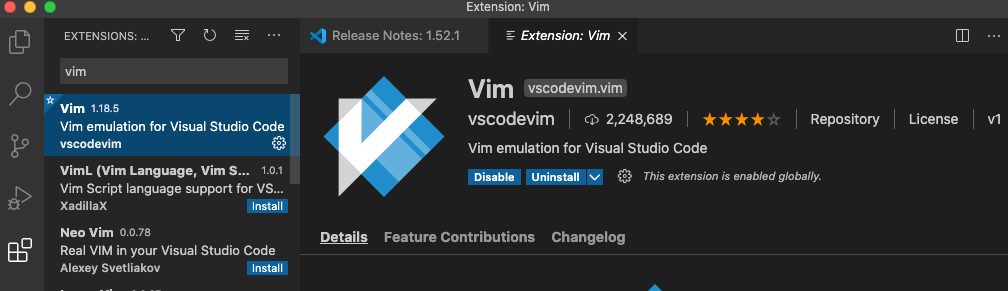 Extension: Vim
EXTENSIONS: ...
vim
Vim 1.18.5
Vim emulation for Visual Studio Code
vscodevim
VimL (Vim Language, Vim S... 1.0.1
Vim Script language support for VS...
XadillaX Install
Neo Vim 0.0.78
Real VIM in your Visual Studio Code
Alexey Svetliakov Install
Release Notes: 1.52.1 Extension: Vim
Vim vscodevim.vim
vscodevim 2,248,689 Repository License v1
Vim emulation for Visual Studio Code
Disable Uninstall This extension is enabled globally.
Details Feature Contributions Changelog